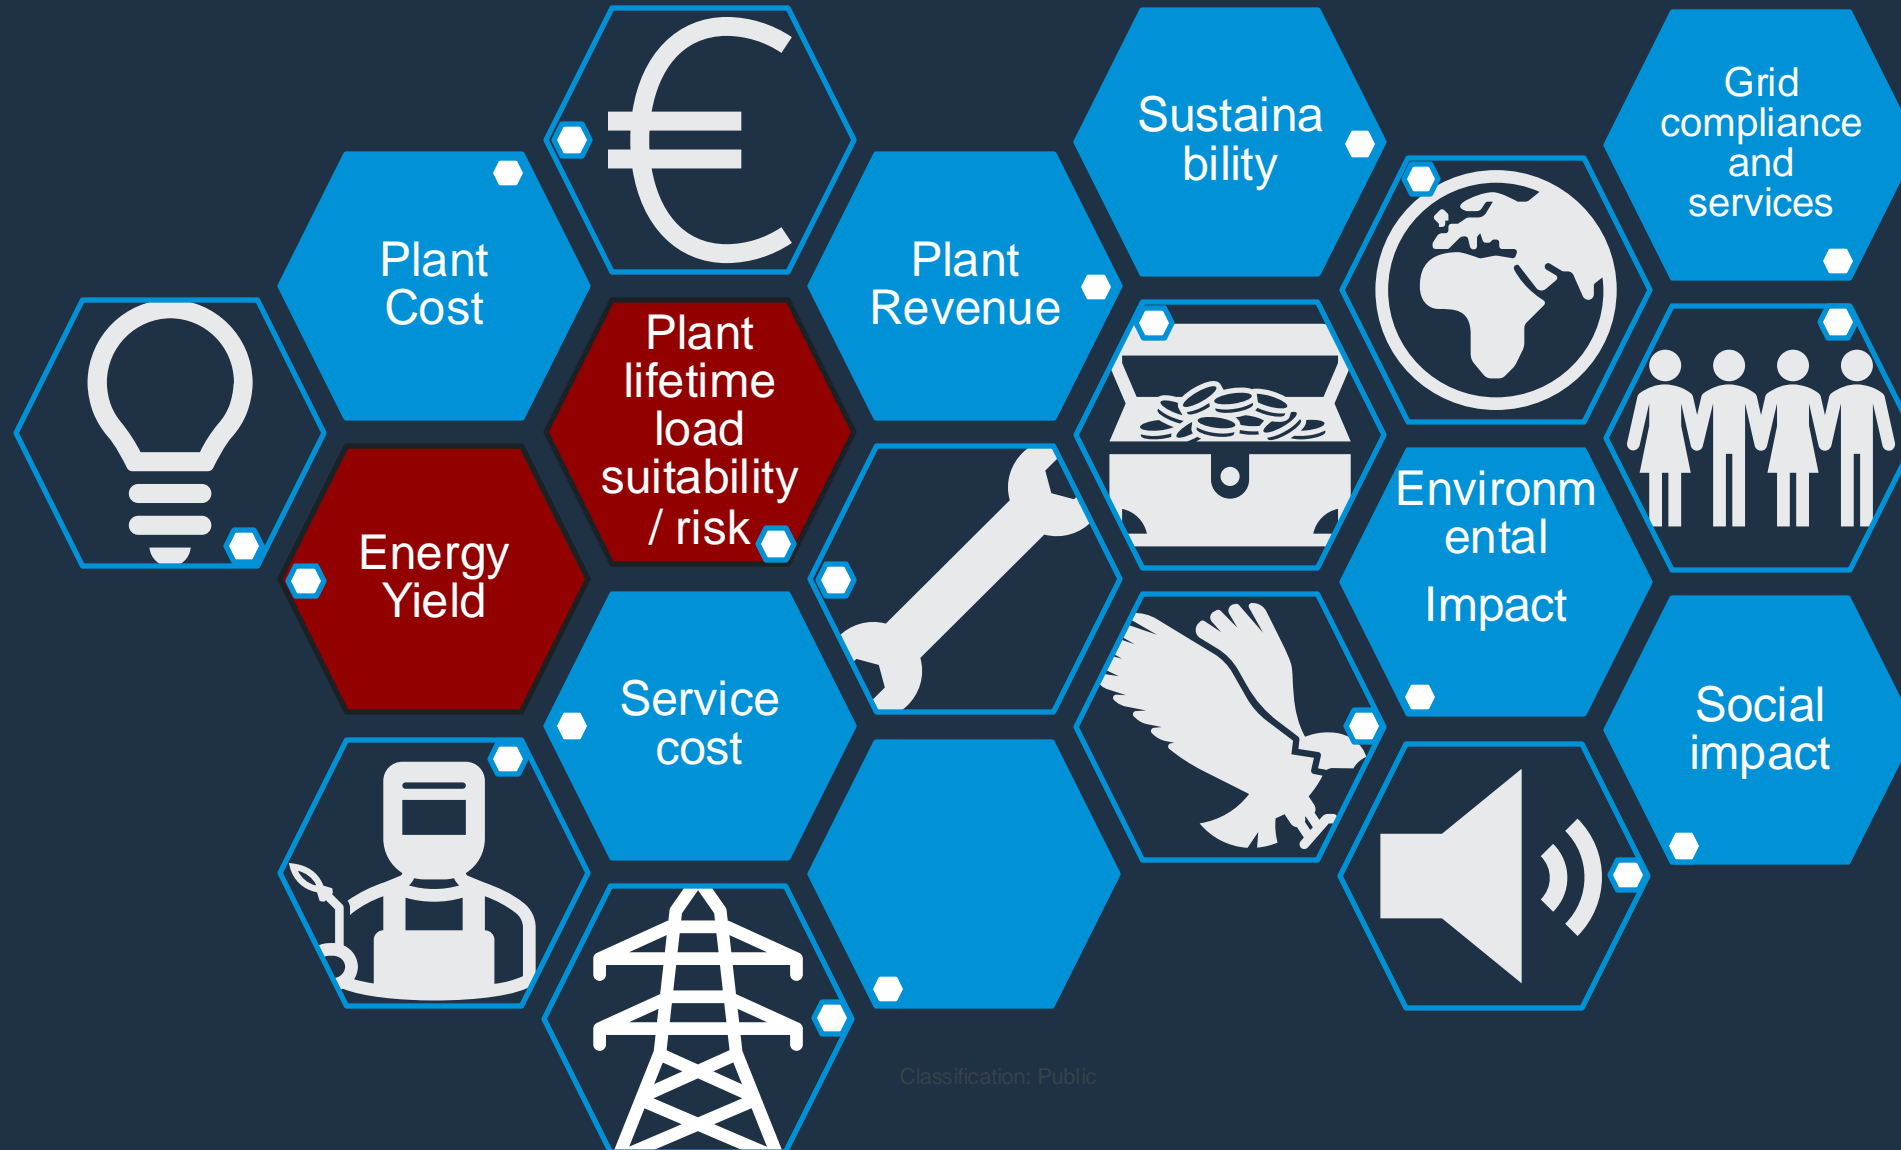 Plant
Cost
Energy
Yield
Plant
lifetime
load
suitability
/ risk
Service
cost
Plant
Revenue
Sustaina
bility
Environm
ental
Impact
Grid
compliance
and
services
Social
impact
Classification: Public